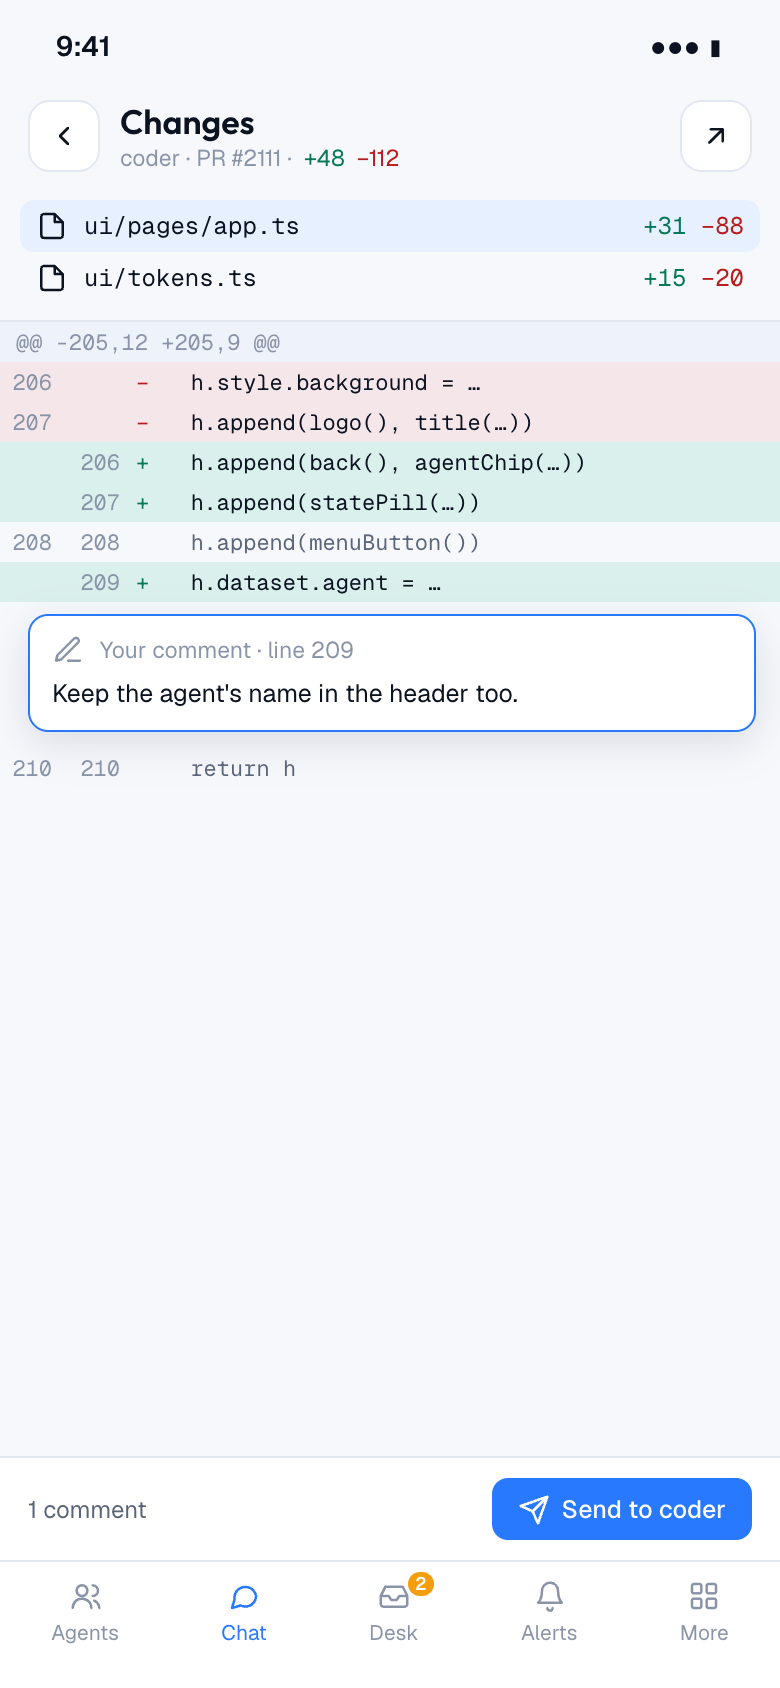 9:41
Changes
coder · PR #2111 · +48 −112
ui/pages/app.ts +31 −88
ui/tokens.ts +15 −20
@@ -205,12 +205,9 @@
206 − h.style.background = …
207 − h.append(logo(), title(…))
206 + h.append(back(), agentChip(…))
207 + h.append(statePill(…))
208 208 h.append(menuButton())
209 + h.dataset.agent = …
Your comment · line 209
Keep the agent's name in the header too.
210 210 return h
1 comment
Send to coder
2
Agents Chat Desk Alerts More